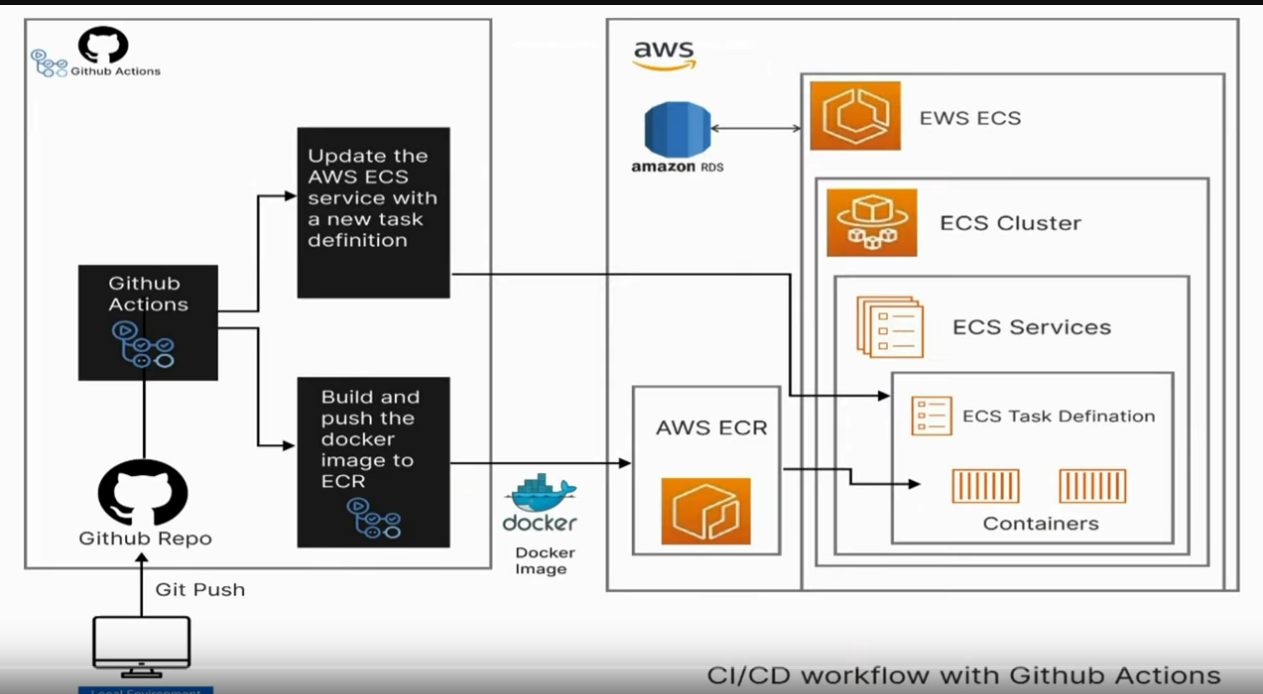 Github Actions
Update the
AWS ECS
service with
a new task
definition
Github
Actions
Build and
push the
docker
image to
ECR
Github Repo
Git Push
Local Environment
docker
Docker
Image
aws
amazon RDS
EWS ECS
ECS Cluster
ECS Services
AWS ECR
ECS Task Defination
Containers
CI/CD workflow with Github Actions